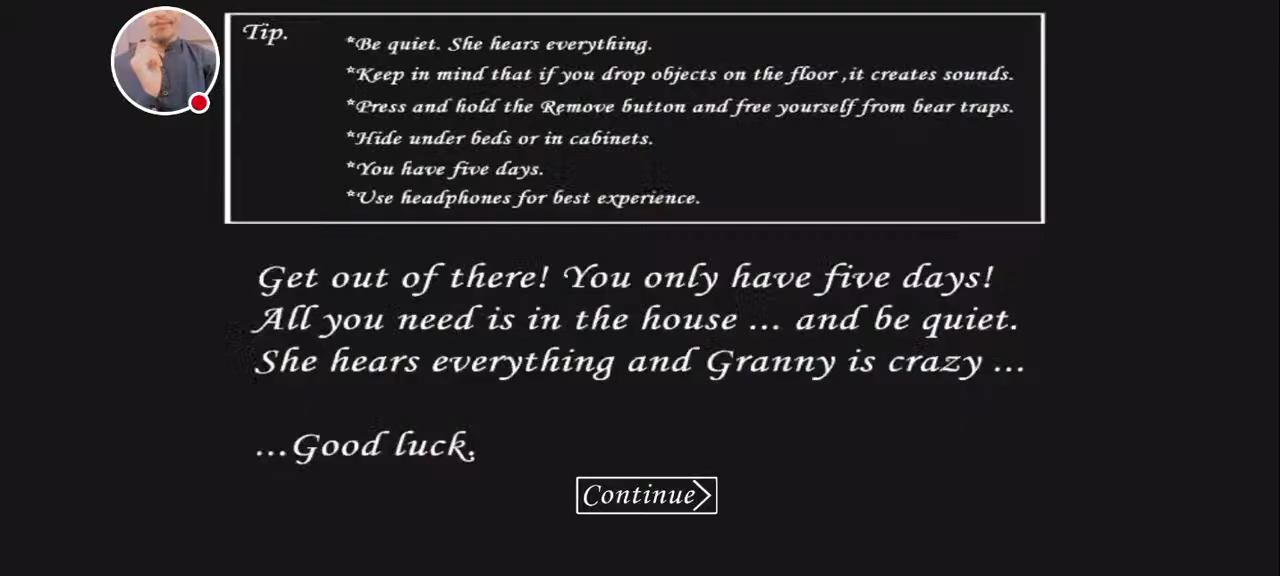 Tip.
*Be quiet. She hears everything.
*Keep in mind that if you drop objects on the floor ,it creates sounds.
*Press and hold the Remove button and free yourself from bear traps.
*Hide under beds or in cabinets.
*You have five days.
*Use headphones for best experience.
Get out of there! You only have five days!
All you need is in the house ... and be quiet.
She hears everything and Granny is crazy ...
...Good luck.
Continue